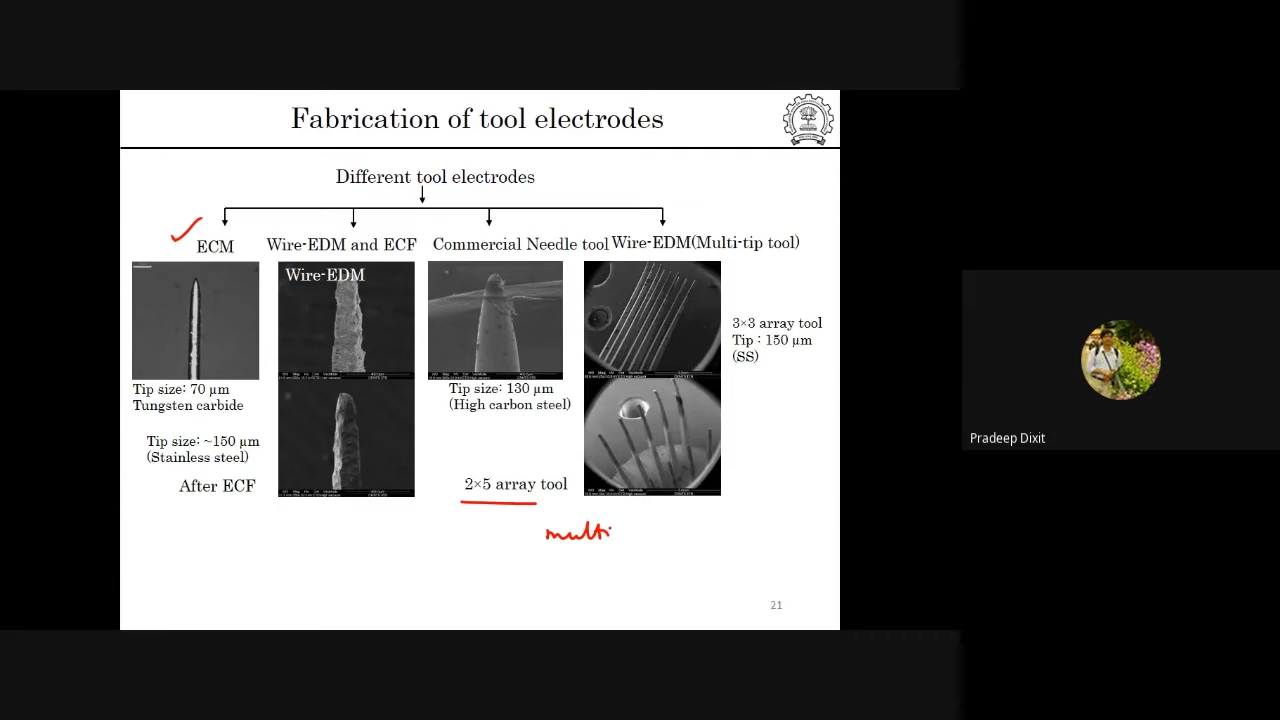 Fabrication of tool electrodes
Different tool electrodes
ECM
Wire-EDM and ECF
Commercial Needle tool
Wire-EDM(Multi-tip tool)
Wire-EDM
Tip size: 70 µm
Tungsten carbide
Tip size: ~150 µm
(Stainless steel)
After ECF
Tip size: 130 µm
(High carbon steel)
2×5 array tool
3×3 array tool
Tip : 150 µm
(SS)
multi
21
Pradeep Dixit